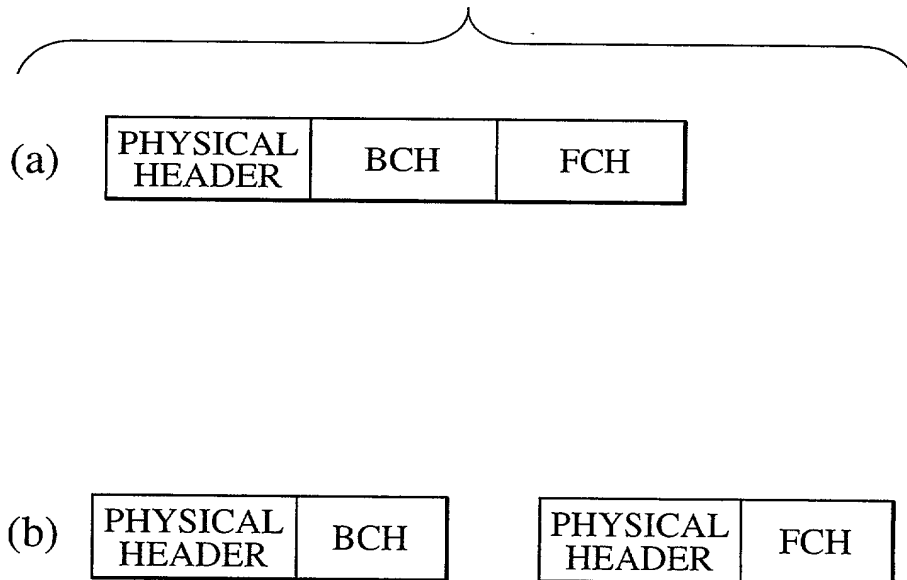 (a) PHYSICAL HEADER BCH FCH
(b) PHYSICAL HEADER BCH PHYSICAL HEADER FCH